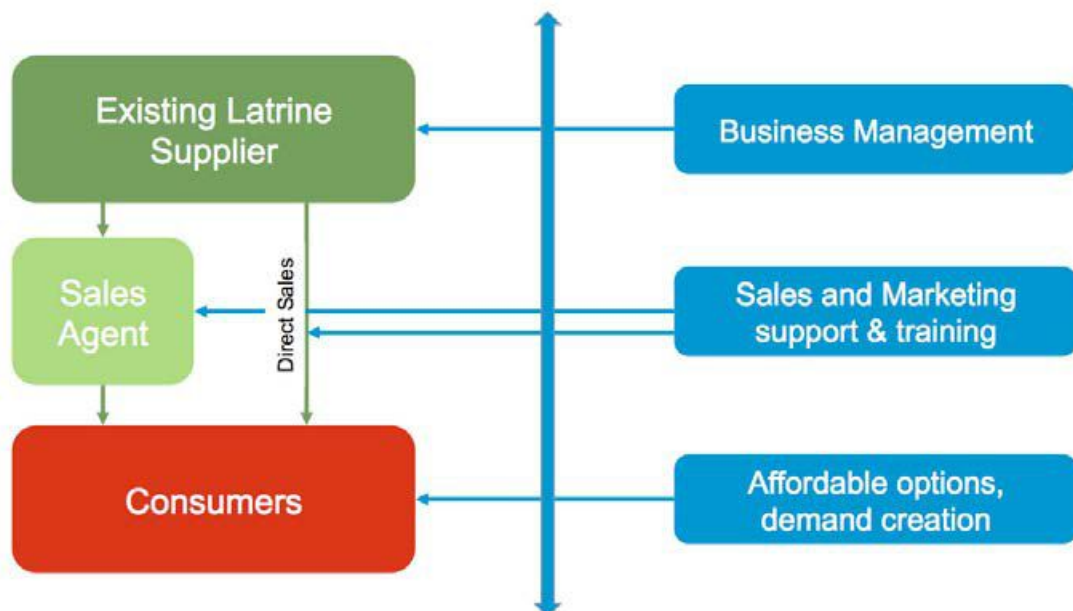 Existing Latrine
Supplier
Business Management
Sales
Agent
Direct Sales
Sales and Marketing
support & training
Consumers
Affordable options,
demand creation